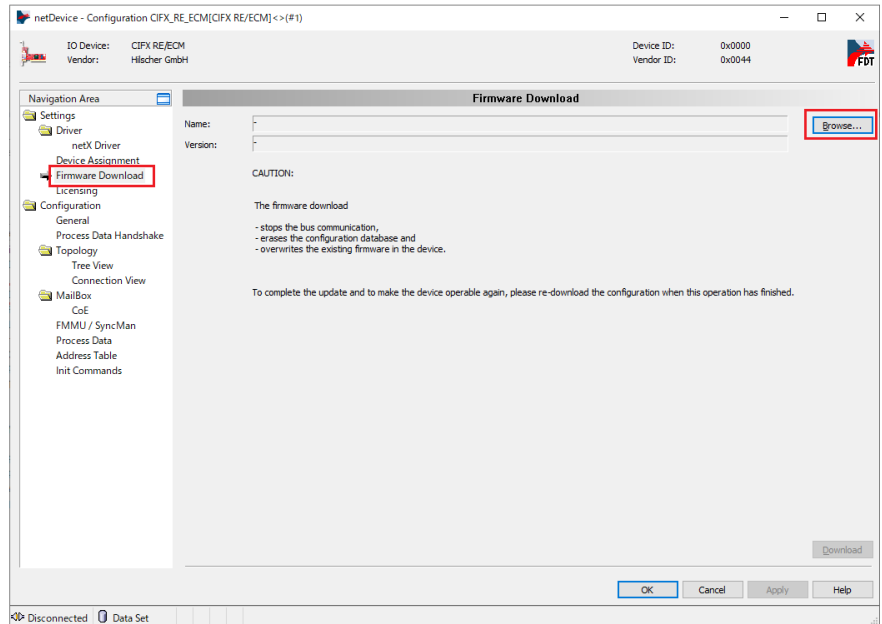 netDevice - Configuration CIFX_RE_ECM[CIFX RE/ECM]<>(#1)
IO Device: CIFX RE/ECM Device ID: 0x0000
Vendor: Hilscher GmbH Vendor ID: 0x0044
FDT
Navigation Area
Settings
Driver
netX Driver
Device Assignment
Firmware Download
Licensing
Configuration
General
Process Data Handshake
Topology
Tree View
Connection View
MailBox
CoE
FMMU / SyncMan
Process Data
Address Table
Init Commands
Firmware Download
Name: - Browse...
Version: -
CAUTION:
The firmware download
- stops the bus communication,
- erases the configuration database and
- overwrites the existing firmware in the device.
To complete the update and to make the device operable again, please re-download the configuration when this operation has finished.
Download
OK Cancel Apply Help
Disconnected Data Set